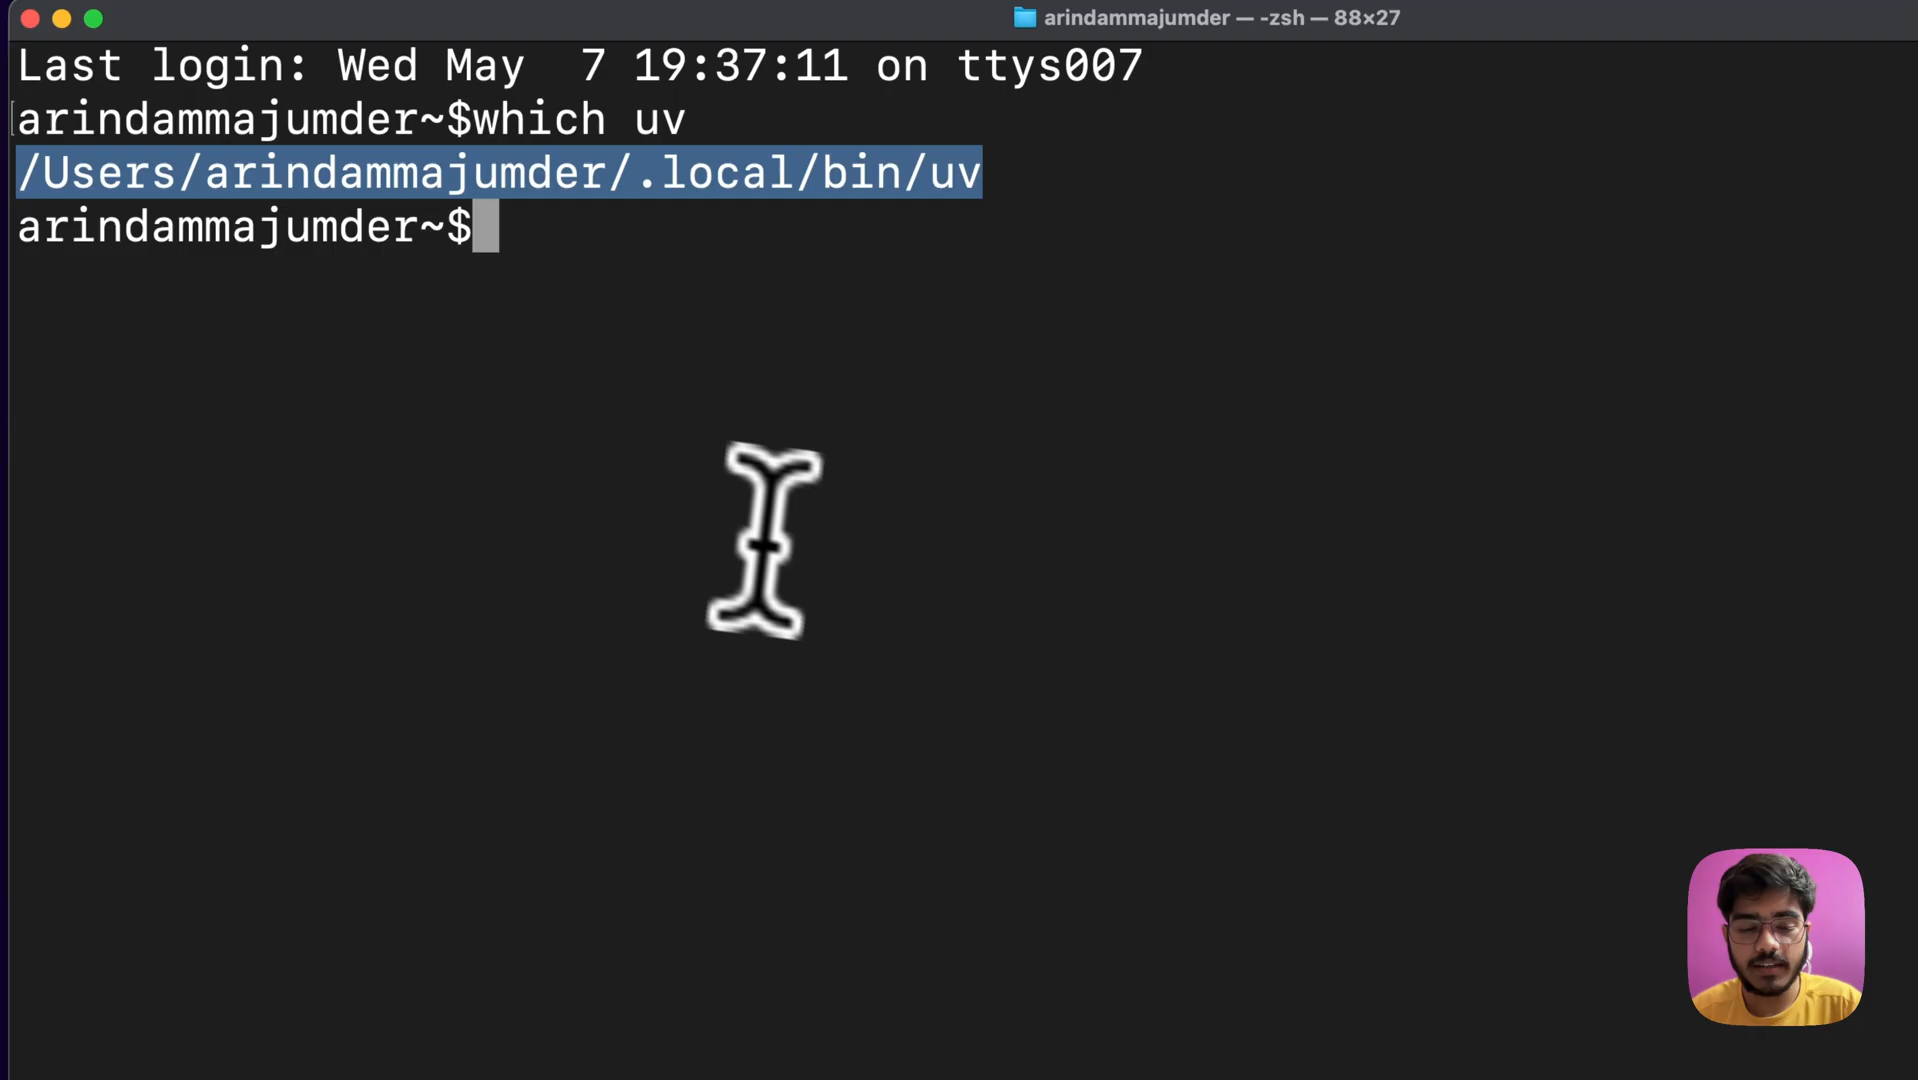 arindammajumder — -zsh — 88×27
Last login: Wed May  7 19:37:11 on ttys007
arindammajumder~$which uv
/Users/arindammajumder/.local/bin/uv
arindammajumder~$